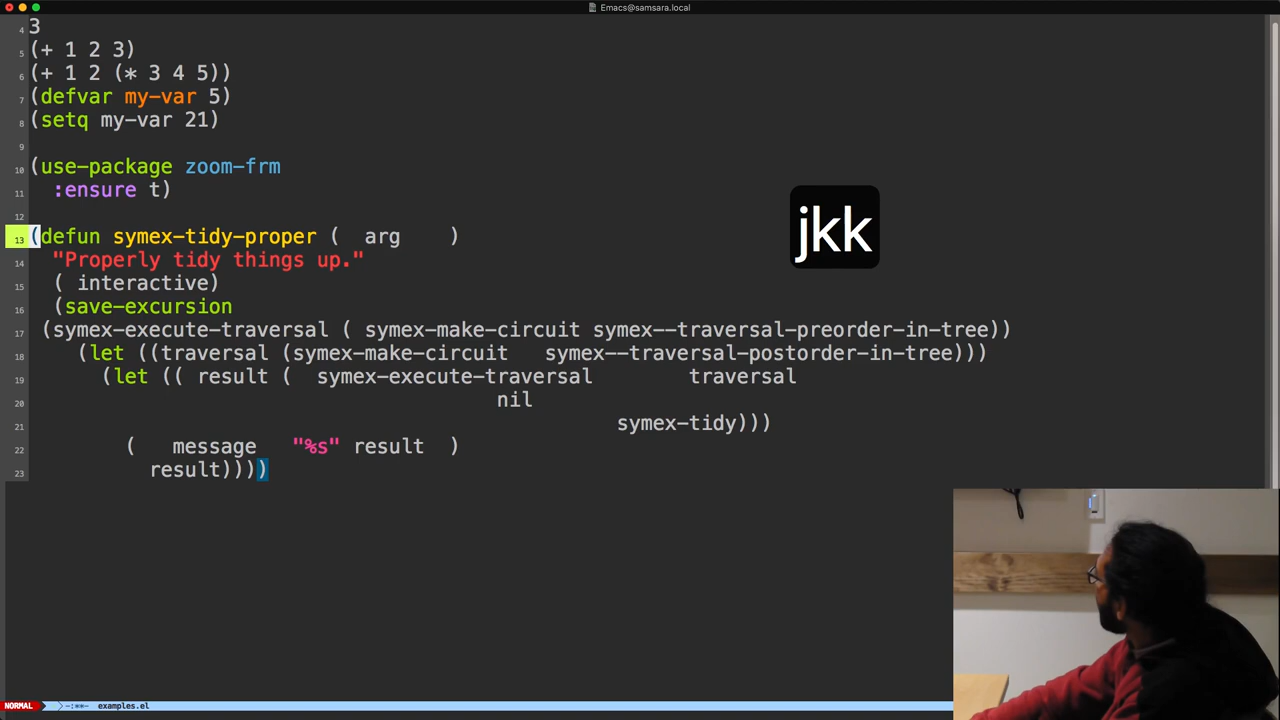 Emacs@samsara.local
4 3
5 (+ 1 2 3)
6 (+ 1 2 (* 3 4 5))
7 (defvar my-var 5)
8 (setq my-var 21)
9
10 (use-package zoom-frm
11   :ensure t)
12
13 (defun symex-tidy-proper (  arg    )
14   "Properly tidy things up."
15   ( interactive)
16   (save-excursion
17  (symex-execute-traversal ( symex-make-circuit symex--traversal-preorder-in-tree))
18     (let ((traversal (symex-make-circuit   symex--traversal-postorder-in-tree)))
19       (let (( result (  symex-execute-traversal        traversal
20                                        nil
21                                                  symex-tidy)))
22         (   message   "%s" result  )
23           result))))
jkk
NORMAL -:**- examples.el